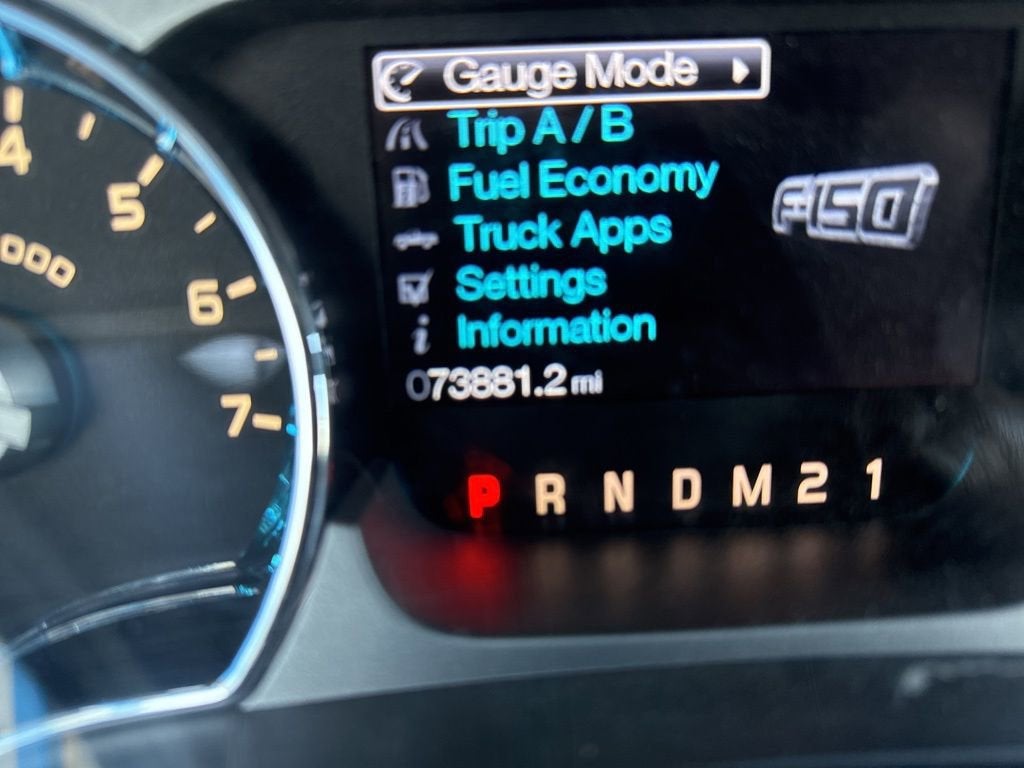 Gauge Mode
Trip A / B
Fuel Economy
Truck Apps
Settings
Information
073881.2 mi
F150
P R N D M 2 1
4
5
6
7
000